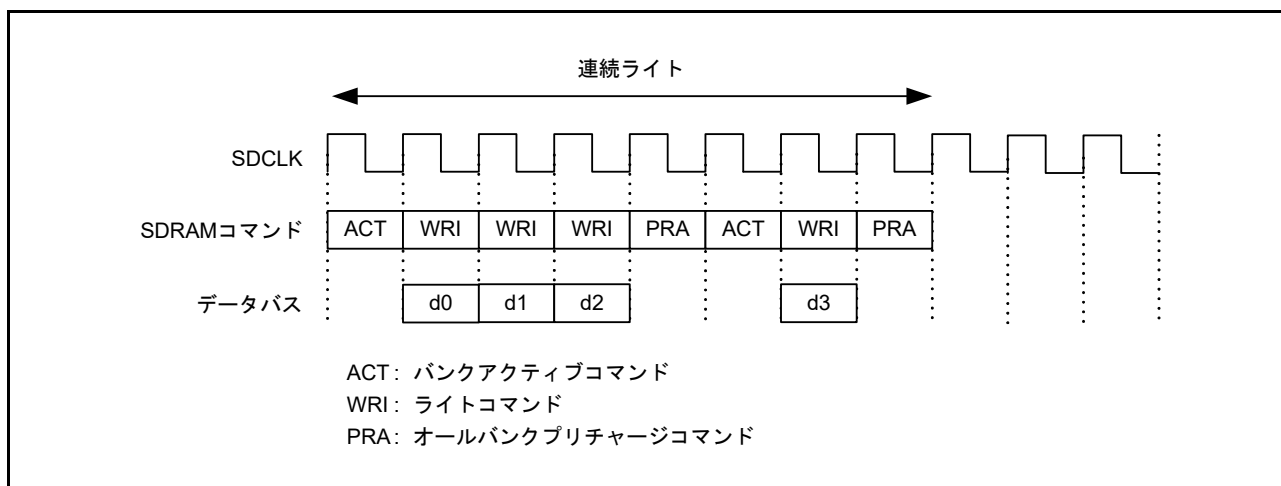 連続ライト
SDCLK
SDRAMコマンド ACT WRI WRI WRI PRA ACT WRI PRA
データバス d0 d1 d2 d3
ACT : バンクアクティブコマンド
WRI : ライトコマンド
PRA : オールバンクプリチャージコマンド